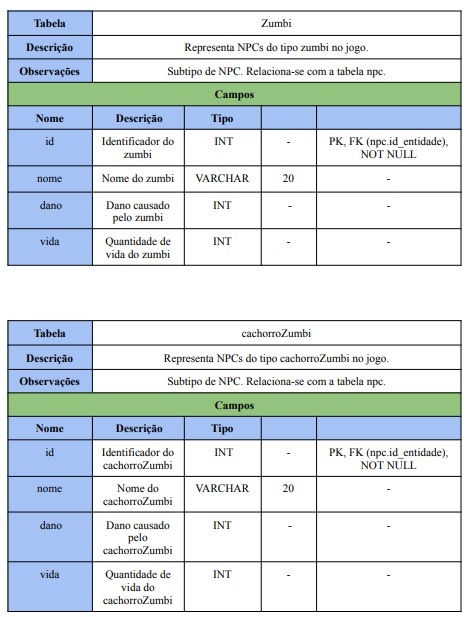 Tabela Zumbi
Descrição Representa NPCs do tipo zumbi no jogo.
Observações Subtipo de NPC. Relaciona-se com a tabela npc.
Campos
Nome Descrição Tipo
id Identificador do zumbi INT - PK, FK (npc.id_entidade), NOT NULL
nome Nome do zumbi VARCHAR 20 -
dano Dano causado pelo zumbi INT - -
vida Quantidade de vida do zumbi INT - -
Tabela cachorroZumbi
Descrição Representa NPCs do tipo cachorroZumbi no jogo.
Observações Subtipo de NPC. Relaciona-se com a tabela npc.
Campos
Nome Descrição Tipo
id Identificador do cachorroZumbi INT - PK, FK (npc.id_entidade), NOT NULL
nome Nome do cachorroZumbi VARCHAR 20 -
dano Dano causado pelo cachorroZumbi INT - -
vida Quantidade de vida do cachorroZumbi INT - -